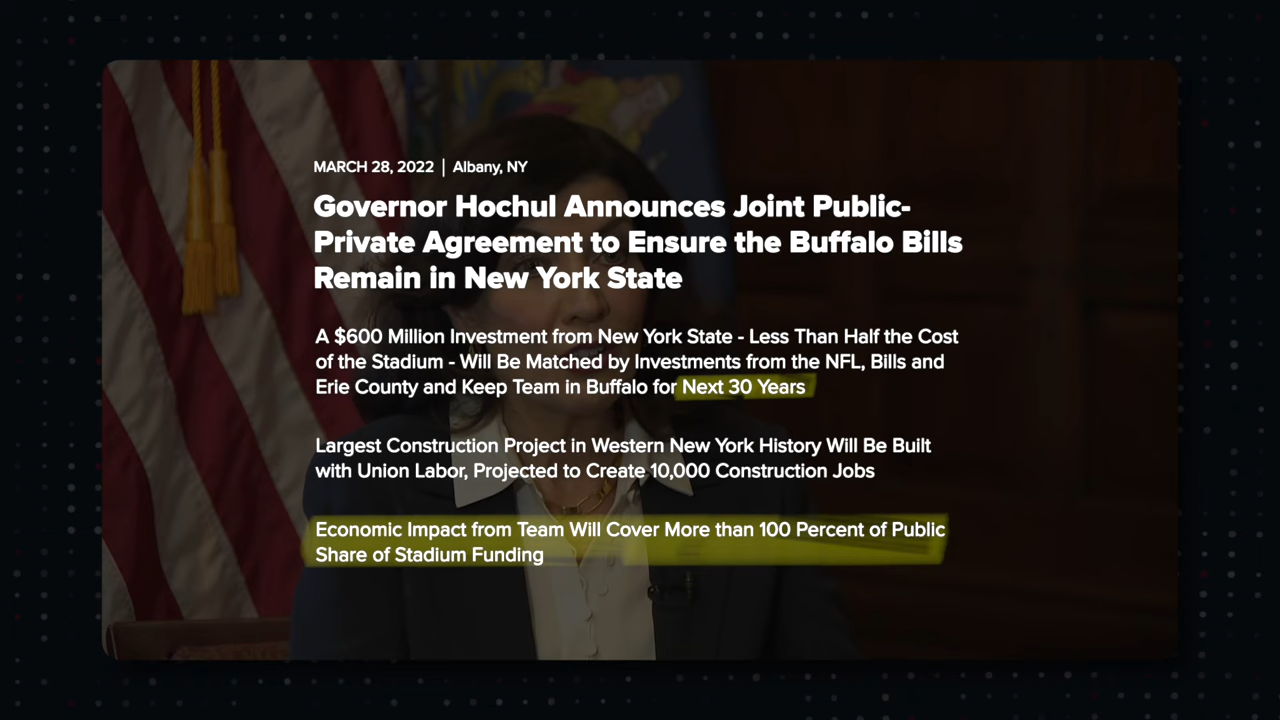 MARCH 28, 2022 | Albany, NY
Governor Hochul Announces Joint Public-
Private Agreement to Ensure the Buffalo Bills
Remain in New York State
A $600 Million Investment from New York State - Less Than Half the Cost
of the Stadium - Will Be Matched by Investments from the NFL, Bills and
Erie County and Keep Team in Buffalo for Next 30 Years
Largest Construction Project in Western New York History Will Be Built
with Union Labor, Projected to Create 10,000 Construction Jobs
Economic Impact from Team Will Cover More than 100 Percent of Public
Share of Stadium Funding